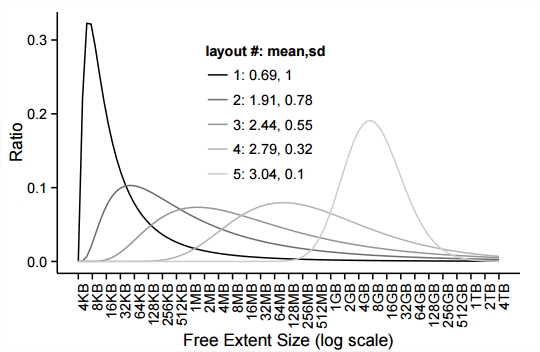 layout #: mean,sd
1: 0.69, 1
2: 1.91, 0.78
3: 2.44, 0.55
4: 2.79, 0.32
5: 3.04, 0.1
Ratio
0.3
0.2
0.1
0.0
4KB
8KB
16KB
32KB
64KB
128KB
256KB
512KB
1MB
2MB
4MB
8MB
16MB
32MB
64MB
128MB
256MB
512MB
1GB
2GB
4GB
8GB
16GB
32GB
64GB
128GB
256GB
512GB
1TB
2TB
4TB
Free Extent Size (log scale)